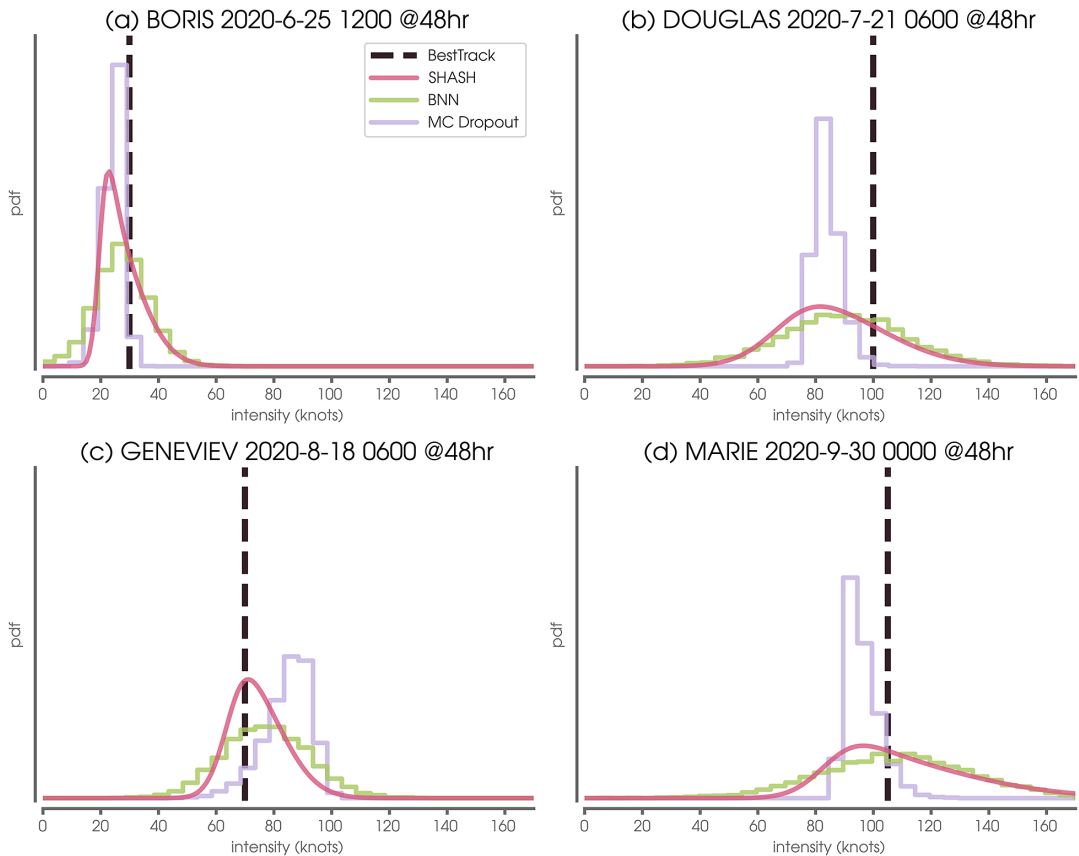 (a) BORIS 2020-6-25 1200 @48hr
BestTrack
SHASH
BNN
MC Dropout
pdf
0 20 40 60 80 100 120 140 160
intensity (knots)
(b) DOUGLAS 2020-7-21 0600 @48hr
pdf
0 20 40 60 80 100 120 140 160
intensity (knots)
(c) GENEVIEV 2020-8-18 0600 @48hr
pdf
0 20 40 60 80 100 120 140 160
intensity (knots)
(d) MARIE 2020-9-30 0000 @48hr
pdf
0 20 40 60 80 100 120 140 160
intensity (knots)